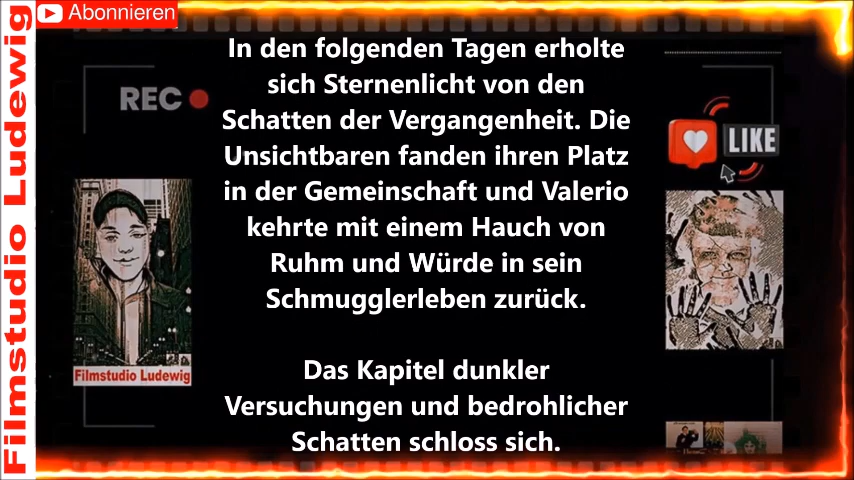 Filmstudio Ludewig
Abonnieren
REC
LIKE
In den folgenden Tagen erholte
sich Sternenlicht von den
Schatten der Vergangenheit. Die
Unsichtbaren fanden ihren Platz
in der Gemeinschaft und Valerio
kehrte mit einem Hauch von
Ruhm und Würde in sein
Schmugglerleben zurück.
Das Kapitel dunkler
Versuchungen und bedrohlicher
Schatten schloss sich.
Filmstudio Ludewig